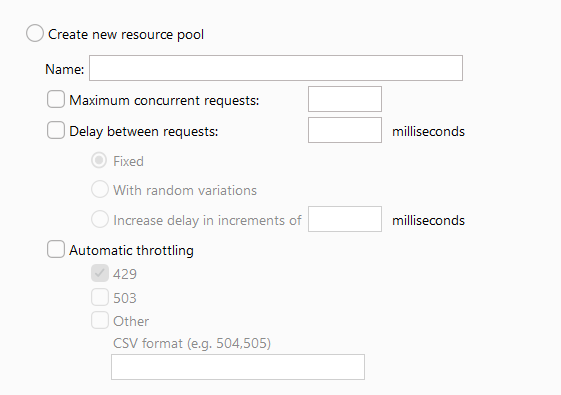 Create new resource pool
Name:
Maximum concurrent requests:
Delay between requests: milliseconds
Fixed
With random variations
Increase delay in increments of milliseconds
Automatic throttling
429
503
Other
CSV format (e.g. 504,505)